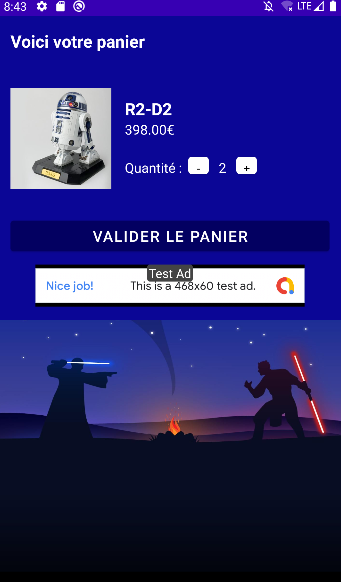 8:43 LTE
Voici votre panier
R2-D2
398.00€
Quantité : - 2 +
VALIDER LE PANIER
Test Ad
Nice job! This is a 468x60 test ad.